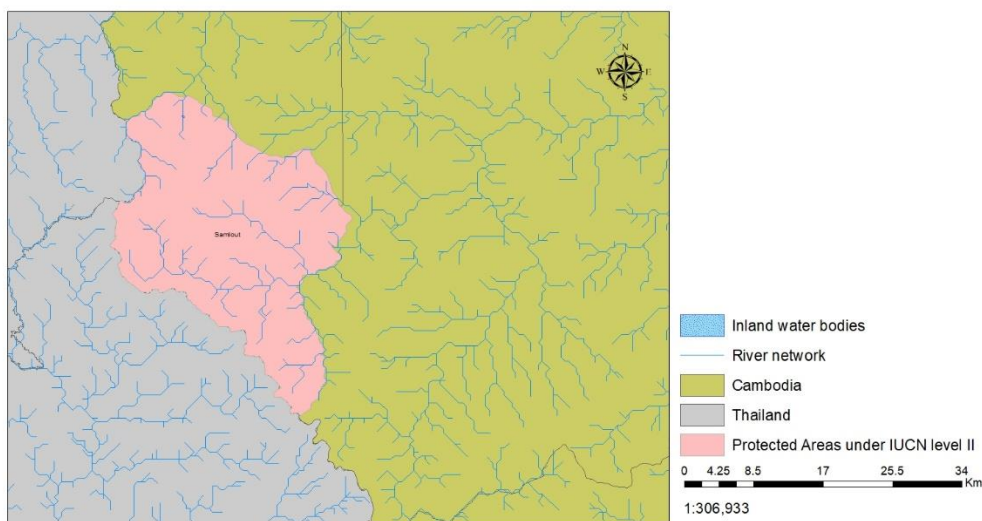 N
W E
S
Samlout
Inland water bodies
River network
Cambodia
Thailand
Protected Areas under IUCN level II
0 4.25 8.5 17 25.5 34
Km
1:306,933